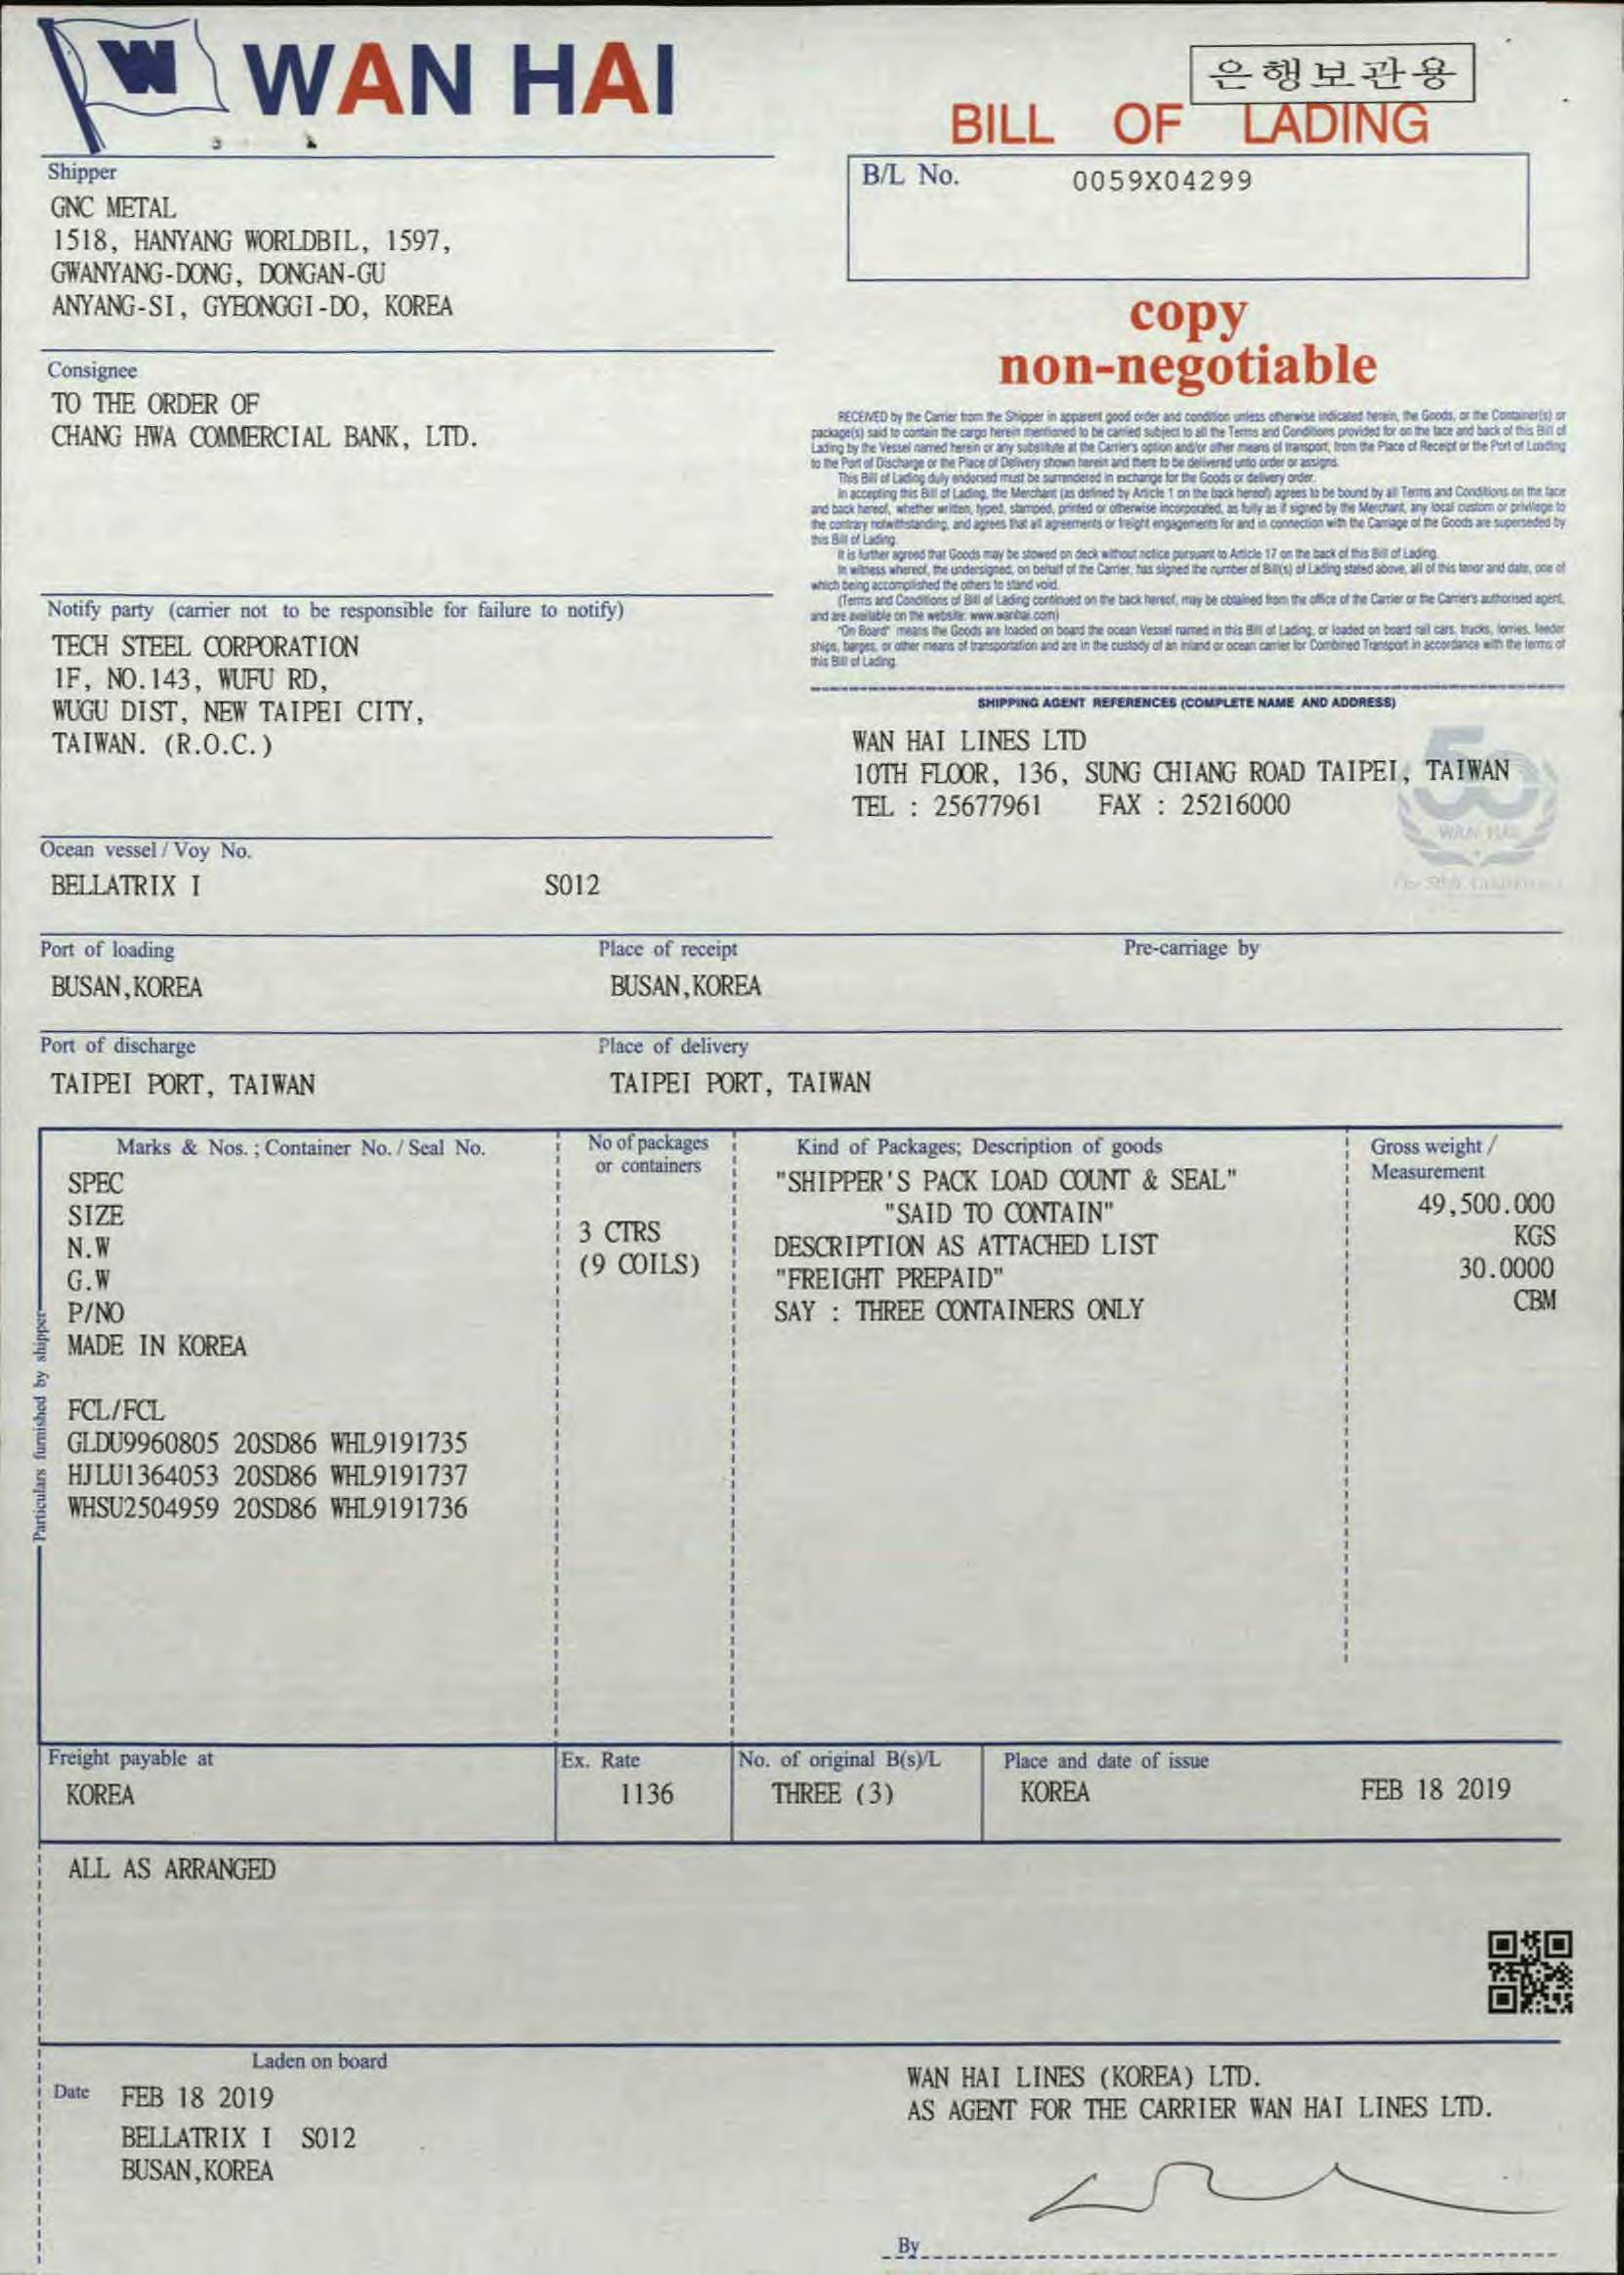 WAN HAI
은행보관용
BILL OF LADING
Shipper
GNC METAL
1518, HANYANG WORLDBIL, 1597,
GWANYANG-DONG, DONGAN-GU
ANYANG-SI, GYEONGGI-DO, KOREA
B/L No. 0059X04299
copy
non-negotiable
Consignee
TO THE ORDER OF
CHANG HWA COMMERCIAL BANK, LTD.
RECEIVED by the Carrier from the Shipper in apparent good order and condition unless otherwise indicated herein, the Goods, or the Container(s) or
package(s) said to contain the cargo herein mentioned to be carried subject to all the Terms and Conditions provided for on the face and back of this Bill of
Lading by the Vessel named herein or any substitute at the Carrier's option and/or other means of transport, from the Place of Receipt or the Port of Loading
to the Port of Discharge or the Place of Delivery shown herein and there to be delivered unto order or assigns.
This Bill of Lading duly endorsed must be surrendered in exchange for the Goods or delivery order.
In accepting this Bill of Lading, the Merchant (as defined by Article 1 on the back hereof) agrees to be bound by all Terms and Conditions on the face
and back hereof, whether written, typed, stamped, printed or otherwise incorporated, as fully as if signed by the Merchant, any local custom or privilege to
the contrary notwithstanding, and agrees that all agreements or freight engagements for and in connection with the Carriage of the Goods are superseded by
this Bill of Lading.
It is further agreed that Goods may be stowed on deck without notice pursuant to Article 17 on the back of this Bill of Lading.
In witness whereof, the undersigned, on behalf of the Carrier, has signed the number of Bill(s) of Lading stated above, all of this tenor and date, one of
which being accomplished the others to stand void.
(Terms and Conditions of Bill of Lading continued on the back hereof, may be obtained from the office of the Carrier or the Carrier's authorised agent,
and are available on the website: www.wanhai.com)
"On Board" means the Goods are loaded on board the ocean Vessel named in this Bill of Lading, or loaded on board rail cars, trucks, lorries, feeder
ships, barges, or other means of transportation and are in the custody of an inland or ocean carrier for Combined Transport in accordance with the terms of
this Bill of Lading.
Notify party (carrier not to be responsible for failure to notify)
TECH STEEL CORPORATION
1F, NO.143, WUFU RD,
WUGU DIST, NEW TAIPEI CITY,
TAIWAN. (R.O.C.)
SHIPPING AGENT REFERENCES (COMPLETE NAME AND ADDRESS)
WAN HAI LINES LTD
10TH FLOOR, 136, SUNG CHIANG ROAD TAIPEI, TAIWAN
TEL : 25677961 FAX : 25216000
50
WAN HAI
Ocean vessel / Voy No.
BELLATRIX I S012
Port of loading Place of receipt Pre-carriage by
BUSAN,KOREA BUSAN,KOREA
Port of discharge Place of delivery
TAIPEI PORT, TAIWAN TAIPEI PORT, TAIWAN
Particulars furnished by shipper
Marks & Nos. ; Container No. / Seal No.
SPEC
SIZE
N.W
G.W
P/NO
MADE IN KOREA
FCL/FCL
GLDU9960805 20SD86 WHL9191735
HJLU1364053 20SD86 WHL9191737
WHSU2504959 20SD86 WHL9191736
No of packages
or containers
3 CTRS
(9 COILS)
Kind of Packages; Description of goods
"SHIPPER'S PACK LOAD COUNT & SEAL"
"SAID TO CONTAIN"
DESCRIPTION AS ATTACHED LIST
"FREIGHT PREPAID"
SAY : THREE CONTAINERS ONLY
Gross weight /
Measurement
49,500.000
KGS
30.0000
CBM
Freight payable at Ex. Rate No. of original B(s)/L Place and date of issue
KOREA 1136 THREE (3) KOREA FEB 18 2019
ALL AS ARRANGED
Laden on board
Date FEB 18 2019
BELLATRIX I S012
BUSAN,KOREA
WAN HAI LINES (KOREA) LTD.
AS AGENT FOR THE CARRIER WAN HAI LINES LTD.
By